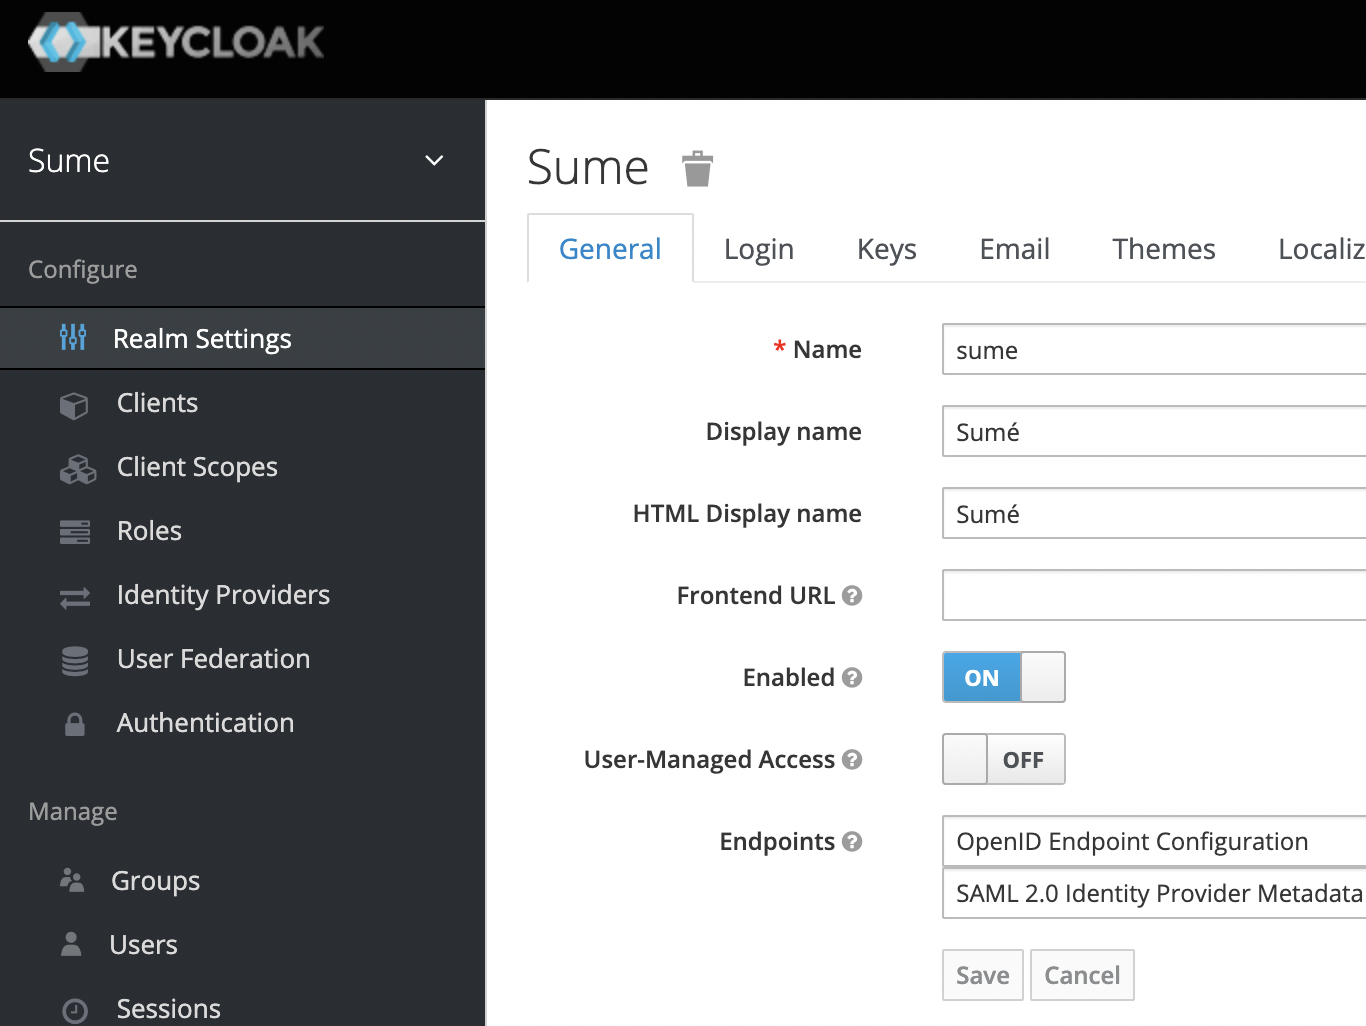 KEYCLOAK
Sume
Configure
Realm Settings
Clients
Client Scopes
Roles
Identity Providers
User Federation
Authentication
Manage
Groups
Users
Sessions
Sume
General Login Keys Email Themes Localiz
* Name sume
Display name Sumé
HTML Display name Sumé
Frontend URL ?
Enabled ? ON
User-Managed Access ? OFF
Endpoints ? OpenID Endpoint Configuration
SAML 2.0 Identity Provider Metadata
Save Cancel